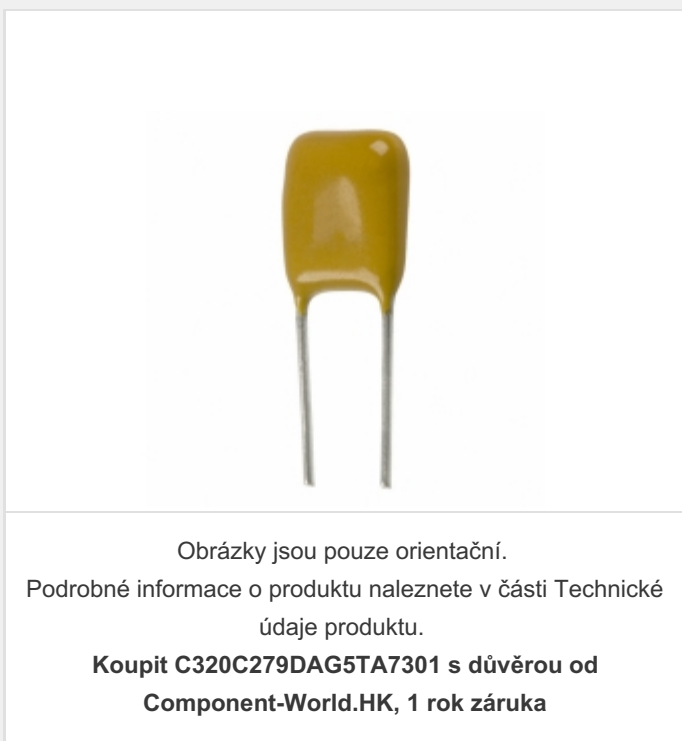 Obrázky jsou pouze orientační.
Podrobné informace o produktu naleznete v části Technické
údaje produktu.
Koupit C320C279DAG5TA7301 s důvěrou od
Component-World.HK, 1 rok záruka